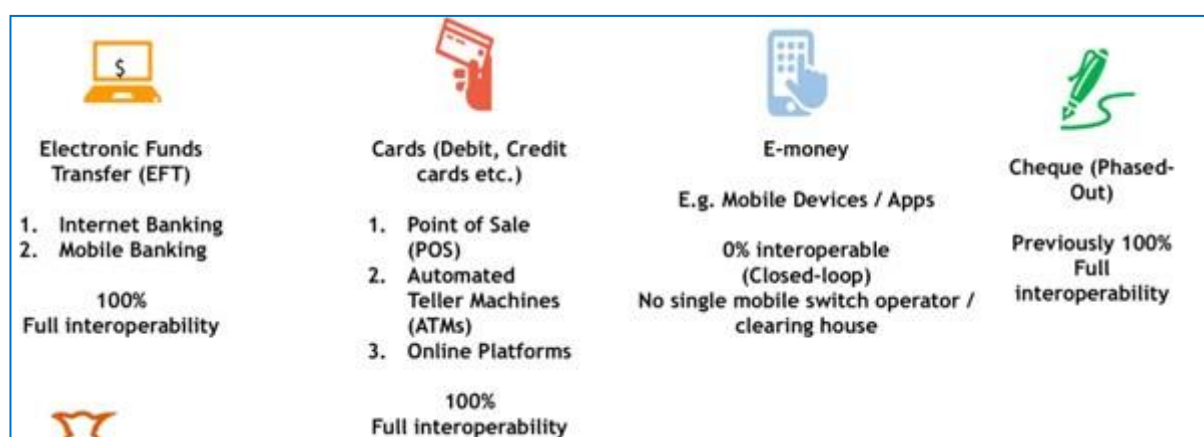 $
Electronic Funds
Transfer (EFT)
1. Internet Banking
2. Mobile Banking
100%
Full interoperability
Cards (Debit, Credit
cards etc.)
1. Point of Sale
(POS)
2. Automated
Teller Machines
(ATMs)
3. Online Platforms
100%
Full interoperability
E-money
E.g. Mobile Devices / Apps
0% interoperable
(Closed-loop)
No single mobile switch operator /
clearing house
Cheque (Phased-
Out)
Previously 100%
Full
interoperability